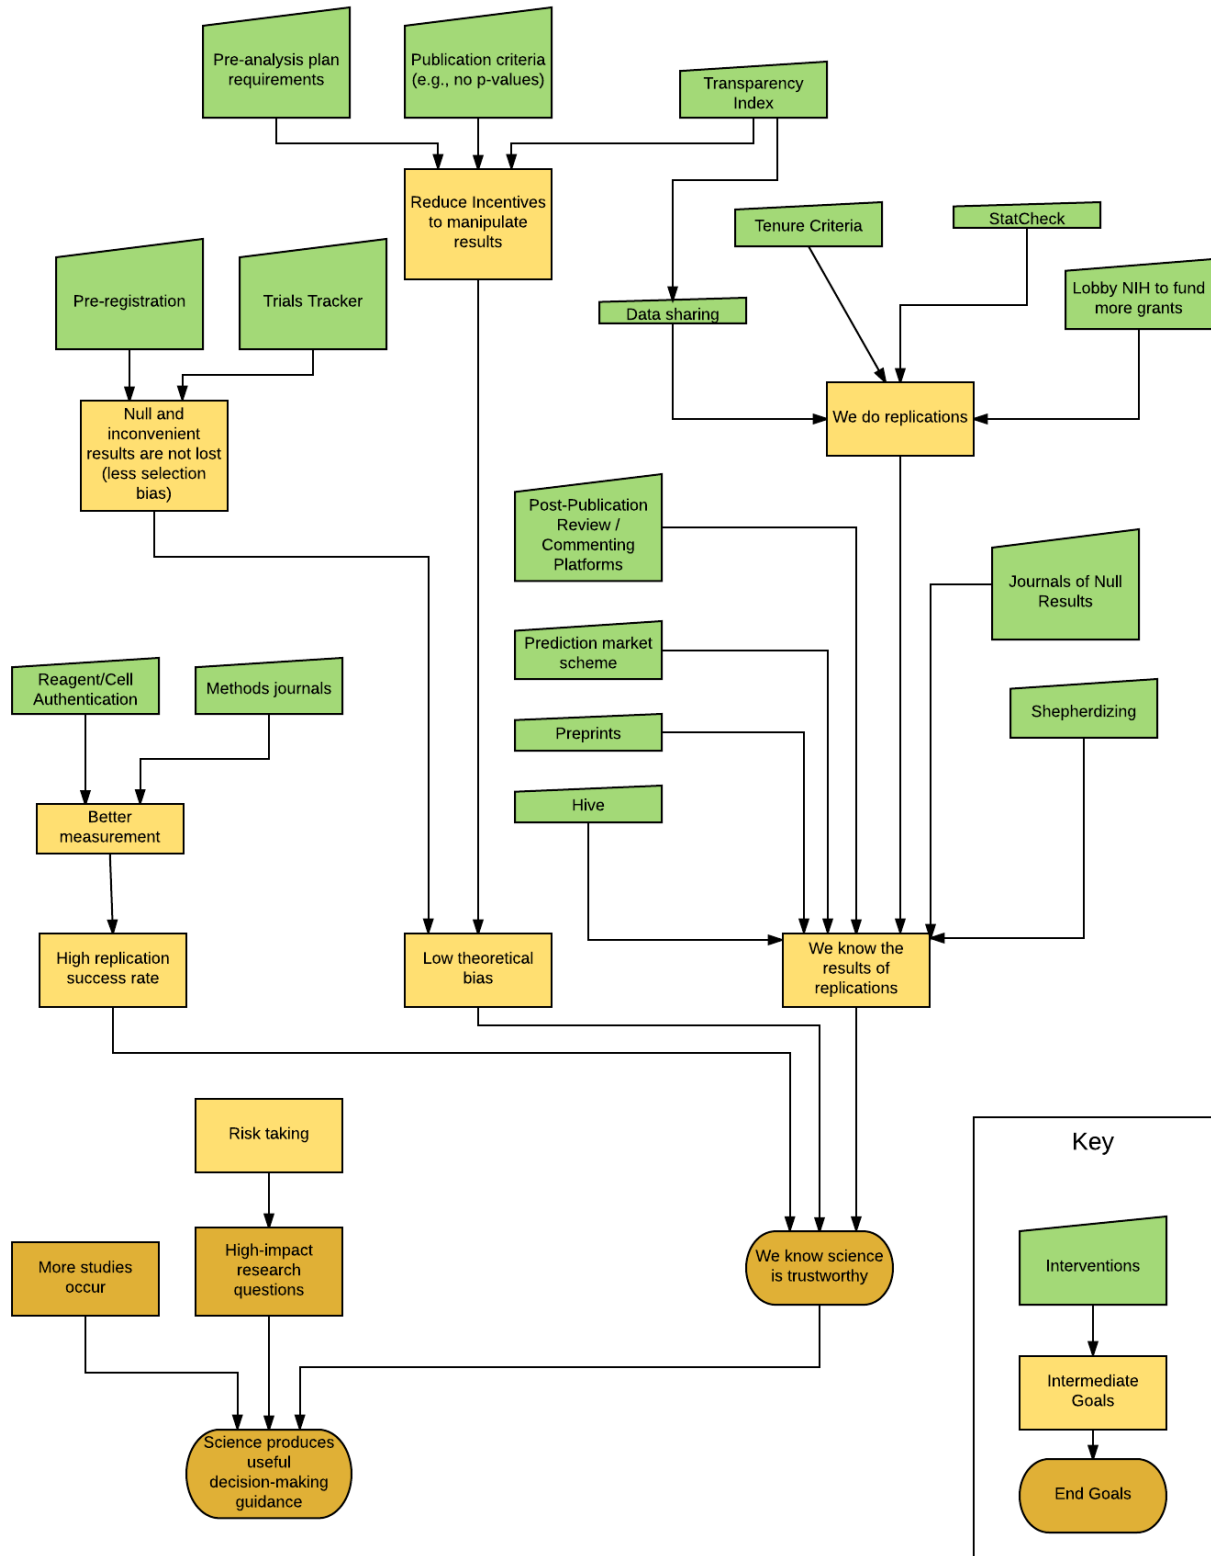 Pre-analysis plan
requirements
Publication criteria
(e.g., no p-values)
Transparency
Index
Reduce Incentives
to manipulate
results
Tenure Criteria
StatCheck
Pre-registration
Trials Tracker
Data sharing
Lobby NIH to fund
more grants
Null and
inconvenient
results are not lost
(less selection
bias)
We do replications
Post-Publication
Review /
Commenting
Platforms
Journals of Null
Results
Prediction market
scheme
Reagent/Cell
Authentication
Methods journals
Shepherdizing
Preprints
Hive
Better
measurement
High replication
success rate
Low theoretical
bias
We know the
results of
replications
Risk taking
Key
More studies
occur
High-impact
research
questions
We know science
is trustworthy
Interventions
Intermediate
Goals
Science produces
useful
decision-making
guidance
End Goals